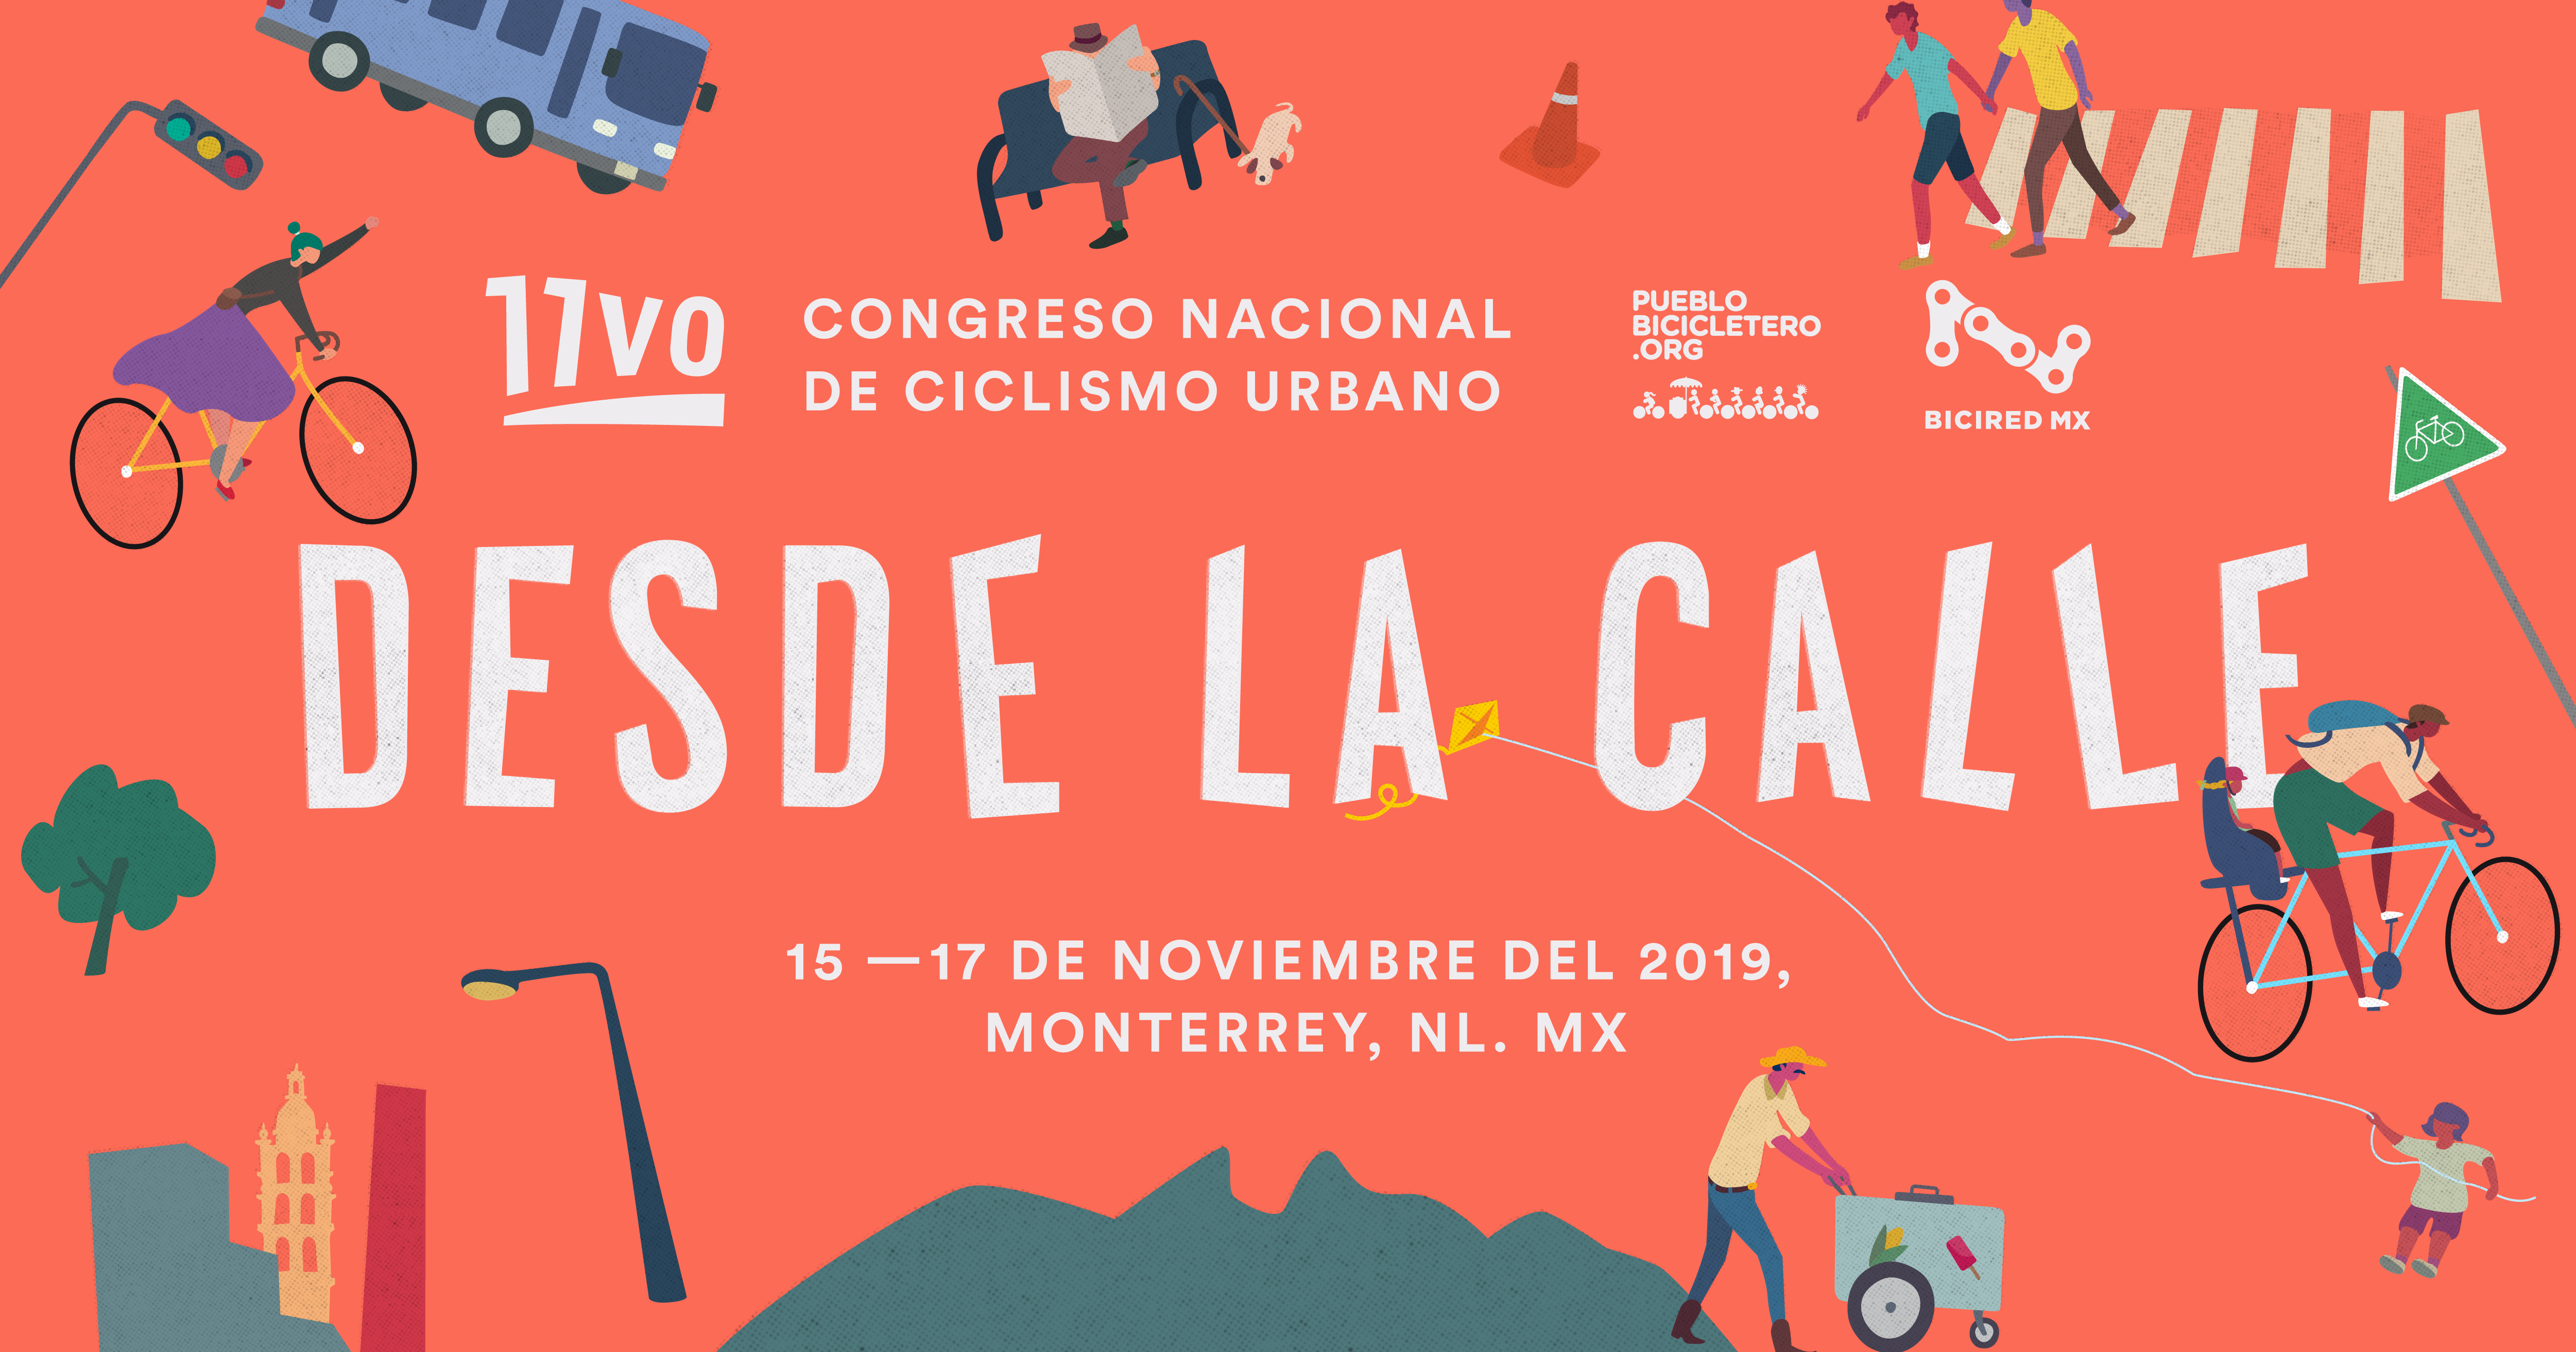 11vo
CONGRESO NACIONAL
DE CICLISMO URBANO
PUEBLO
BICICLETERO
.ORG
BICIRED MX
DESDE LA CALLE
15 —17 DE NOVIEMBRE DEL 2019,
MONTERREY, NL. MX